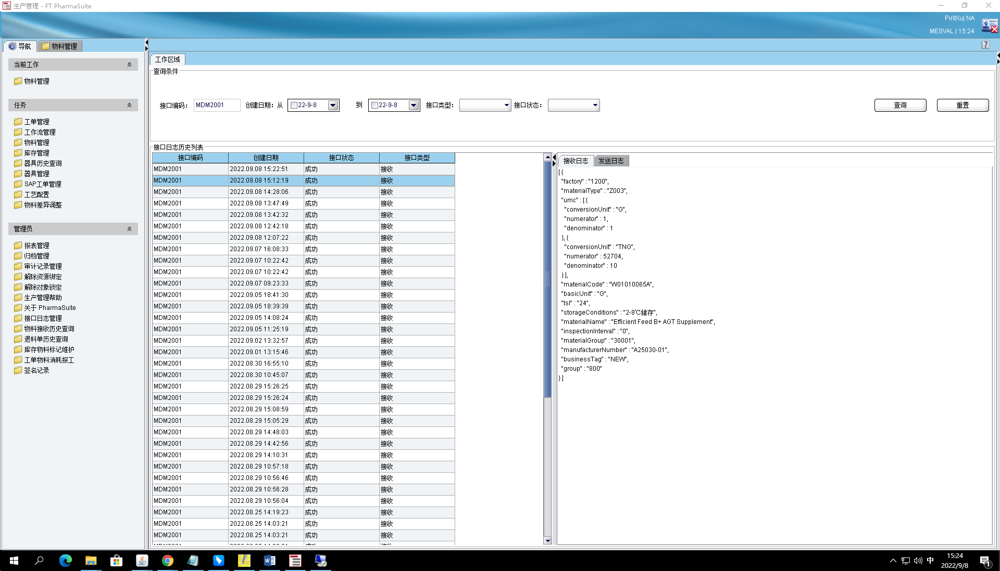 生产管理 - FT PharmaSuite
PiritXu| NA
MESVAL | 15:24
导航 物料管理
当前工作
物料管理
任务
工单管理
工作流管理
物料管理
库存管理
器具历史查询
器具管理
SAP工单管理
工艺配置
物料差异调整
管理员
报表管理
归档管理
审计记录管理
解除资源绑定
解除对象锁定
生产管理帮助
关于 PharmaSuite
接口日志管理
物料接收历史查询
退料单历史查询
库存物料标记维护
工单物料消耗报工
签名记录
工作区域
查询条件
接口编码： MDM2001 创建日期：从 22-9-8 到 22-9-8 接口类型： 接口状态： 查询 重置
接口日志历史列表
接口编码 创建日期 接口状态 接口类型
MDM2001 2022.09.08 15:22:51 成功 接收
MDM2001 2022.09.08 15:12:19 成功 接收
MDM2001 2022.09.08 14:28:06 成功 接收
MDM2001 2022.09.08 13:47:49 成功 接收
MDM2001 2022.09.08 13:42:32 成功 接收
MDM2001 2022.09.08 12:42:18 成功 接收
MDM2001 2022.09.08 12:07:22 成功 接收
MDM2001 2022.09.07 16:08:33 成功 接收
MDM2001 2022.09.07 10:22:42 成功 接收
MDM2001 2022.09.07 10:22:42 成功 接收
MDM2001 2022.09.07 09:23:33 成功 接收
MDM2001 2022.09.05 18:41:30 成功 接收
MDM2001 2022.09.05 18:39:39 成功 接收
MDM2001 2022.09.05 14:08:24 成功 接收
MDM2001 2022.09.05 11:25:19 成功 接收
MDM2001 2022.09.02 13:32:57 成功 接收
MDM2001 2022.09.01 13:15:46 成功 接收
MDM2001 2022.08.30 16:55:10 成功 接收
MDM2001 2022.08.30 10:45:07 成功 接收
MDM2001 2022.08.29 15:26:25 成功 接收
MDM2001 2022.08.29 15:26:24 成功 接收
MDM2001 2022.08.29 15:08:59 成功 接收
MDM2001 2022.08.29 15:05:29 成功 接收
MDM2001 2022.08.29 14:48:03 成功 接收
MDM2001 2022.08.29 14:42:56 成功 接收
MDM2001 2022.08.29 14:10:31 成功 接收
MDM2001 2022.08.29 10:57:18 成功 接收
MDM2001 2022.08.29 10:56:46 成功 接收
MDM2001 2022.08.29 10:56:28 成功 接收
MDM2001 2022.08.29 10:56:04 成功 接收
MDM2001 2022.08.25 14:19:23 成功 接收
MDM2001 2022.08.25 14:03:21 成功 接收
MDM2001 2022.08.25 14:03:21 成功 接收
接收日志 发送日志
[ {
"factory" : "1200",
"materialType" : "Z003",
"umc" : [ {
"conversionUnit" : "G",
"numerator" : 1,
"denominator" : 1
}, {
"conversionUnit" : "TNG",
"numerator" : 52704,
"denominator" : 10
} ],
"materialCode" : "W01010065A",
"basicUnit" : "G",
"tsl" : "24",
"storageConditions" : "2-8℃储存",
"materialName" : "Efficient Feed B+ AGT Supplement",
"inspectionInterval" : "0",
"materialGroup" : "30001",
"manufacturerNumber" : "A25030-01",
"businessTag" : "NEW",
"group" : "800"
} ]
中
15:24
2022/9/8
1